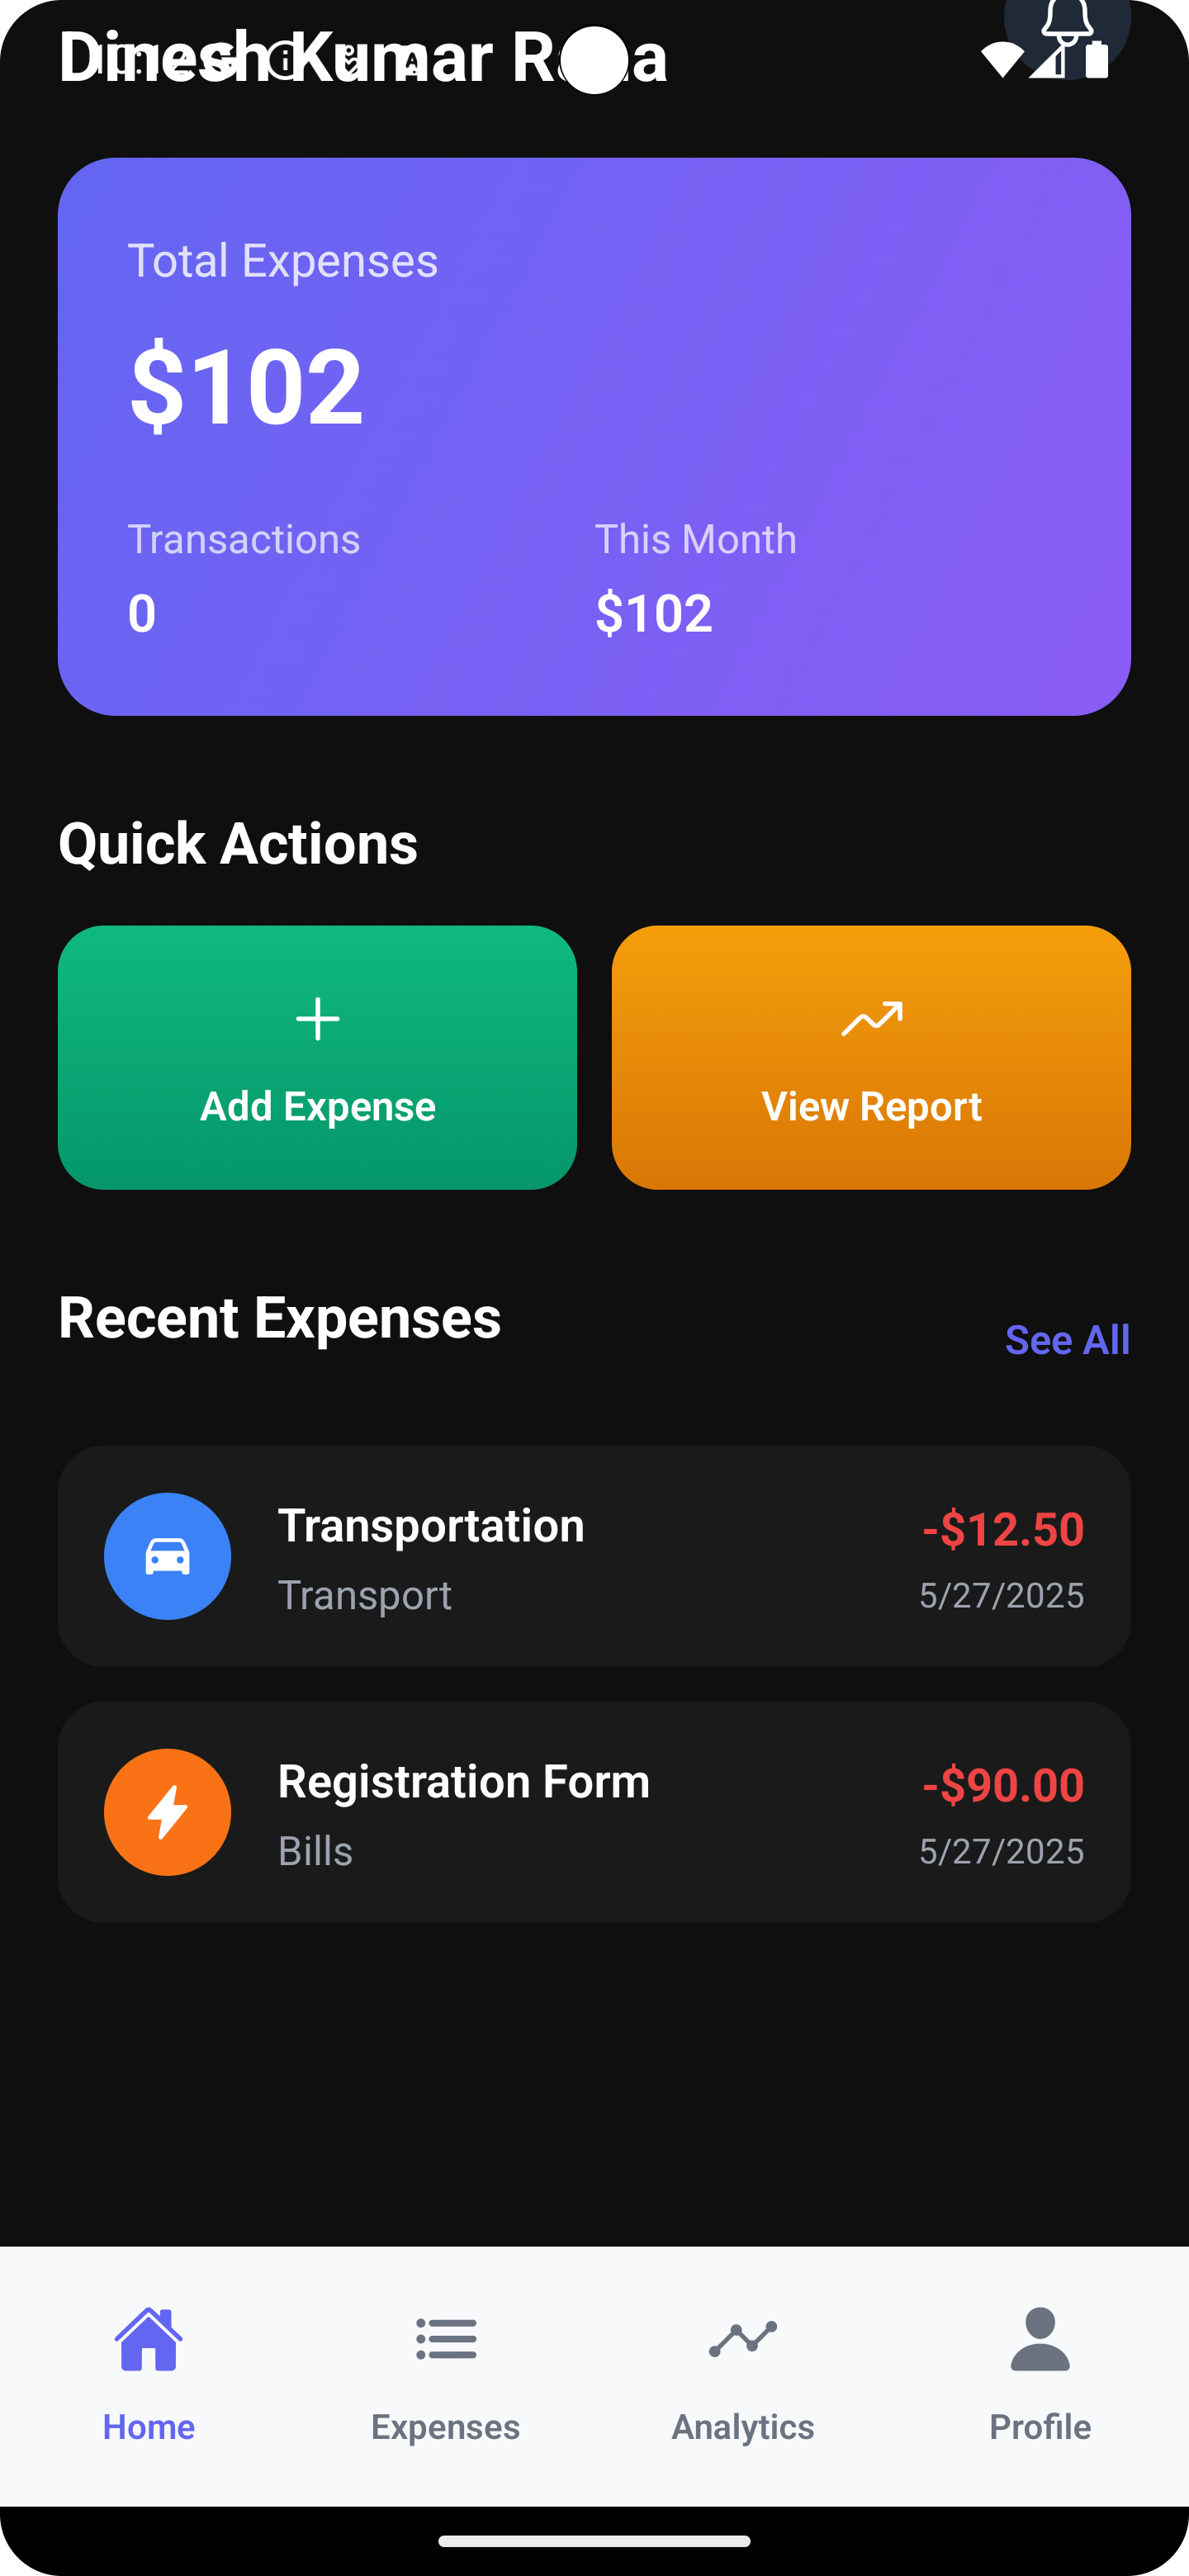 Dinesh Kumar
Total Expenses
$102
Transactions
This Month
0
$102
Quick Actions
Add Expense
View Report
Recent Expenses
See All
Transportation
-$12.50
Transport
5/27/2025
Registration Form
-$90.00
Bills
5/27/2025
Home
Expenses
Analytics
Profile